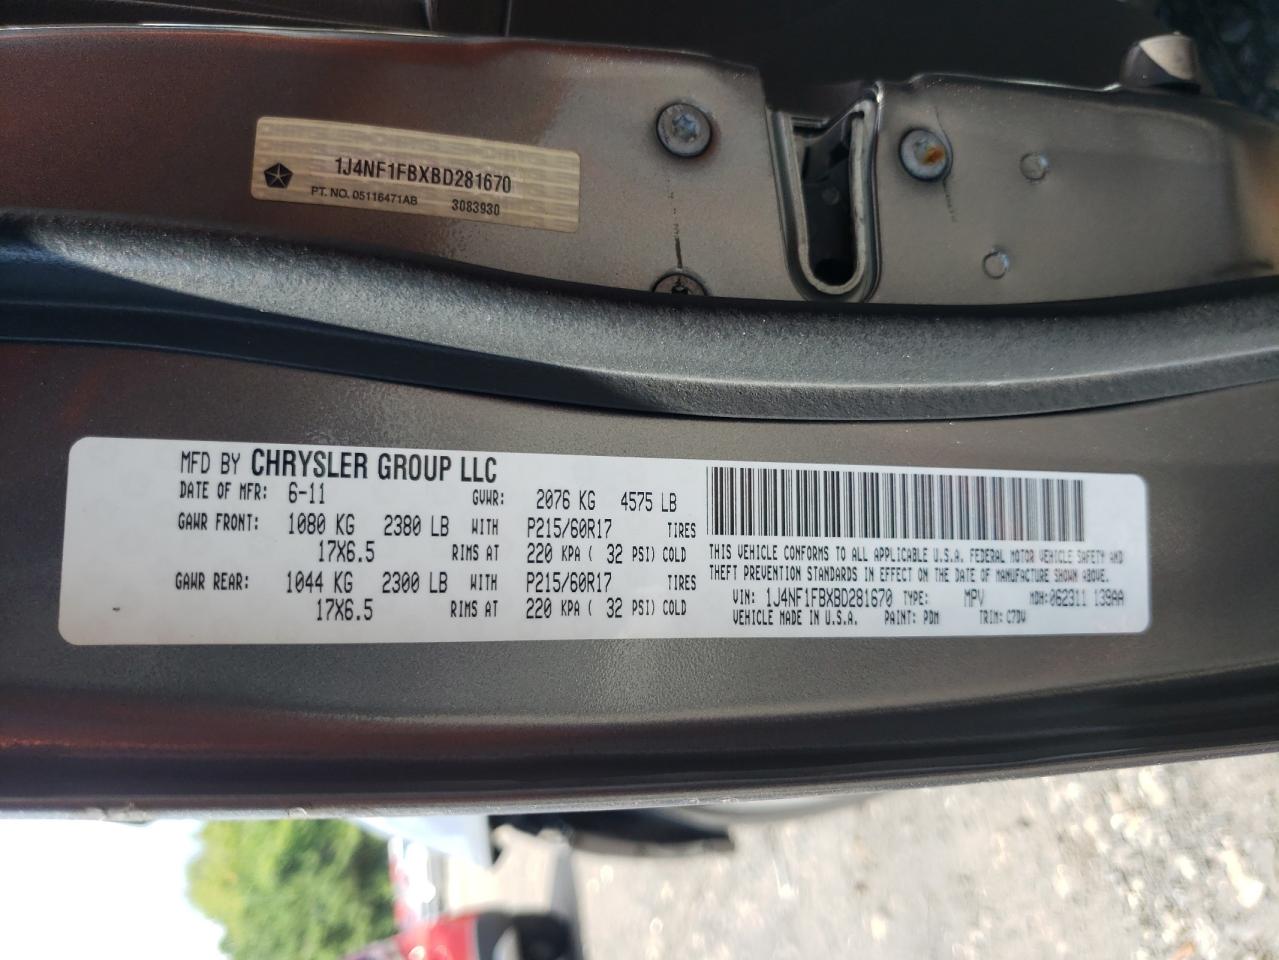 1J4NF1FBXBD281670
PT. NO. 05116471AB 3083930
MFD BY CHRYSLER GROUP LLC
DATE OF MFR: 6-11 GVWR: 2076 KG 4575 LB
GAWR FRONT: 1080 KG 2380 LB WITH P215/60R17 TIRES
17X6.5 RIMS AT 220 KPA ( 32 PSI) COLD
GAWR REAR: 1044 KG 2300 LB WITH P215/60R17 TIRES
17X6.5 RIMS AT 220 KPA ( 32 PSI) COLD
THIS VEHICLE CONFORMS TO ALL APPLICABLE U.S.A. FEDERAL MOTOR VEHICLE SAFETY AND
THEFT PREVENTION STANDARDS IN EFFECT ON THE DATE OF MANUFACTURE SHOWN ABOVE.
VIN: 1J4NF1FBXBD281670 TYPE: MPV MDH: 062311 139AA
VEHICLE MADE IN U.S.A. PAINT: PDM TRIM: C7DV